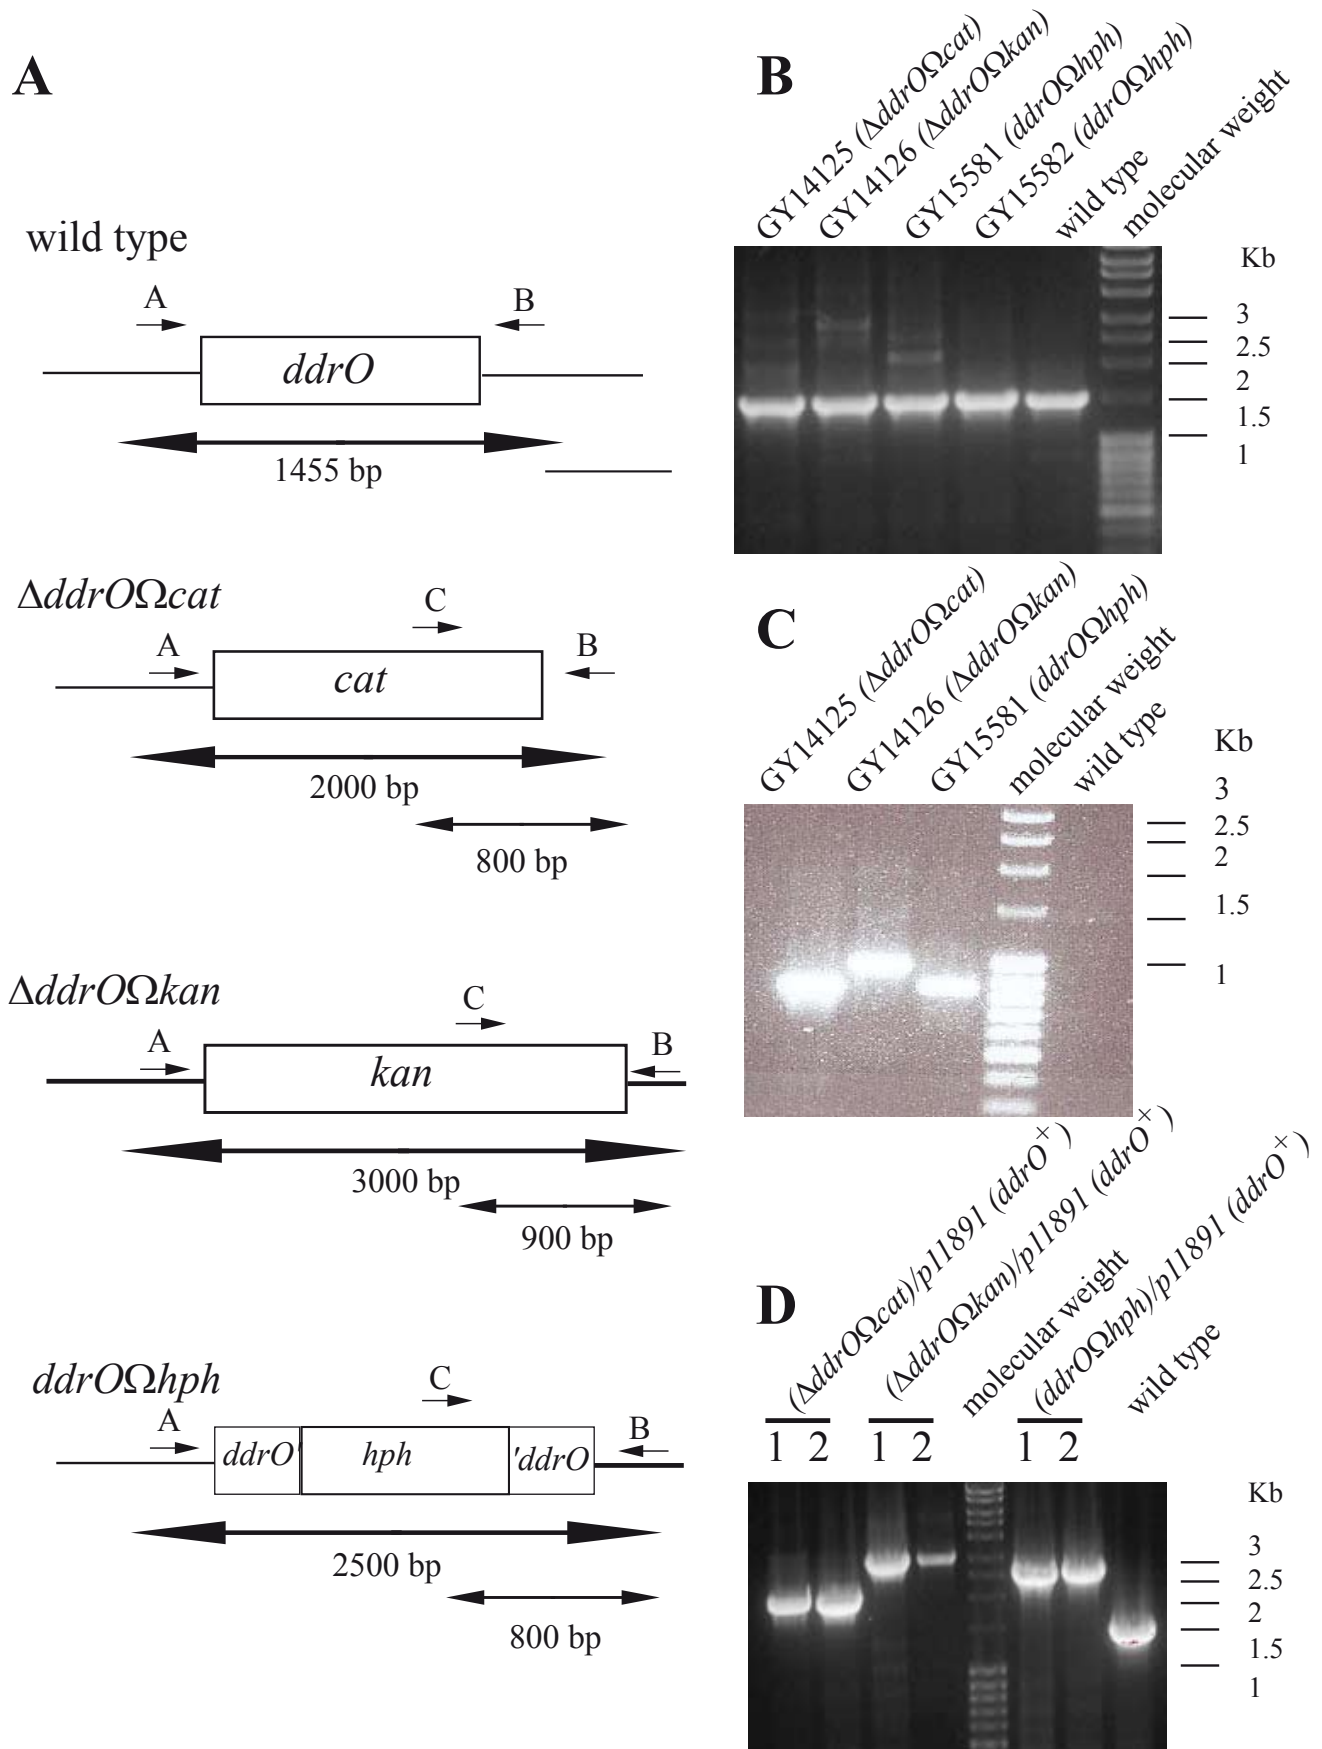 A
wild type
A
B
ddrO
1455 bp
ΔddrOΩcat
C
A
B
cat
2000 bp
800 bp
ΔddrOΩkan
C
A
B
kan
3000 bp
900 bp
ddrOΩhph
C
A
B
ddrO'
hph
'ddrO
2500 bp
800 bp
B
GY14125 (ΔddrOΩcat)
GY14126 (ΔddrOΩkan)
GY15581 (ddrOΩhph)
GY15582 (ddrOΩhph)
wild type
molecular weight
Kb
3
2.5
2
1.5
1
C
GY14125 (ΔddrOΩcat)
GY14126 (ΔddrOΩkan)
GY15581 (ddrOΩhph)
molecular weight
wild type
Kb
3
2.5
2
1.5
1
D
(ΔddrOΩcat)/p11891 (ddrO⁺)
(ΔddrOΩkan)/p11891 (ddrO⁺)
molecular weight
(ddrOΩhph)/p11891 (ddrO⁺)
wild type
1 2
1 2
1 2
Kb
3
2.5
2
1.5
1